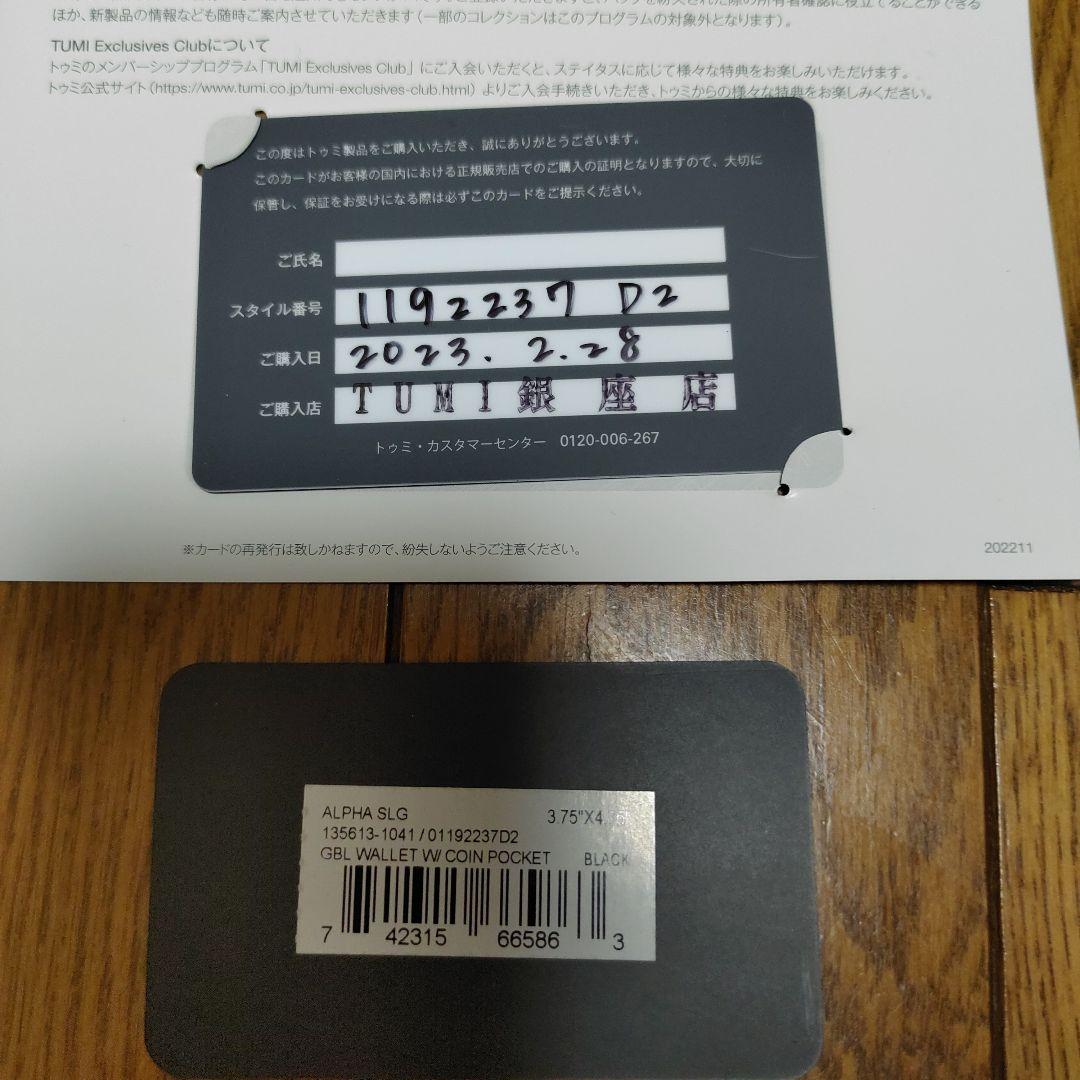 ほか、新製品の情報なども随時ご案内させていただきます（一部のコレクションはこのプログラムの対象外となります）。
TUMI Exclusives Clubについて
トゥミのメンバーシッププログラム「TUMI Exclusives Club」にご入会いただくと、ステイタスに応じて様々な特典をお楽しみいただけます。
トゥミ公式サイト（https://www.tumi.co.jp/tumi-exclusives-club.html）よりご入会手続きいただき、トゥミからの様々な特典をお楽しみください。
この度はトゥミ製品をご購入いただき、誠にありがとうございます。
このカードがお客様の国内における正規販売店でのご購入の証明となりますので、大切に
保管し、保証をお受けになる際は必ずこのカードをご提示ください。
ご氏名
スタイル番号 1192237 D2
ご購入日 2023.2.28
ご購入店 TUMI銀座店
トゥミ・カスタマーセンター 0120-006-267
※カードの再発行は致しかねますので、紛失しないようご注意ください。
202211
ALPHA SLG 3.75"X4.
135613-1041 / 01192237D2
GBL WALLET W/ COIN POCKET BLACK
7 42315 66586 3